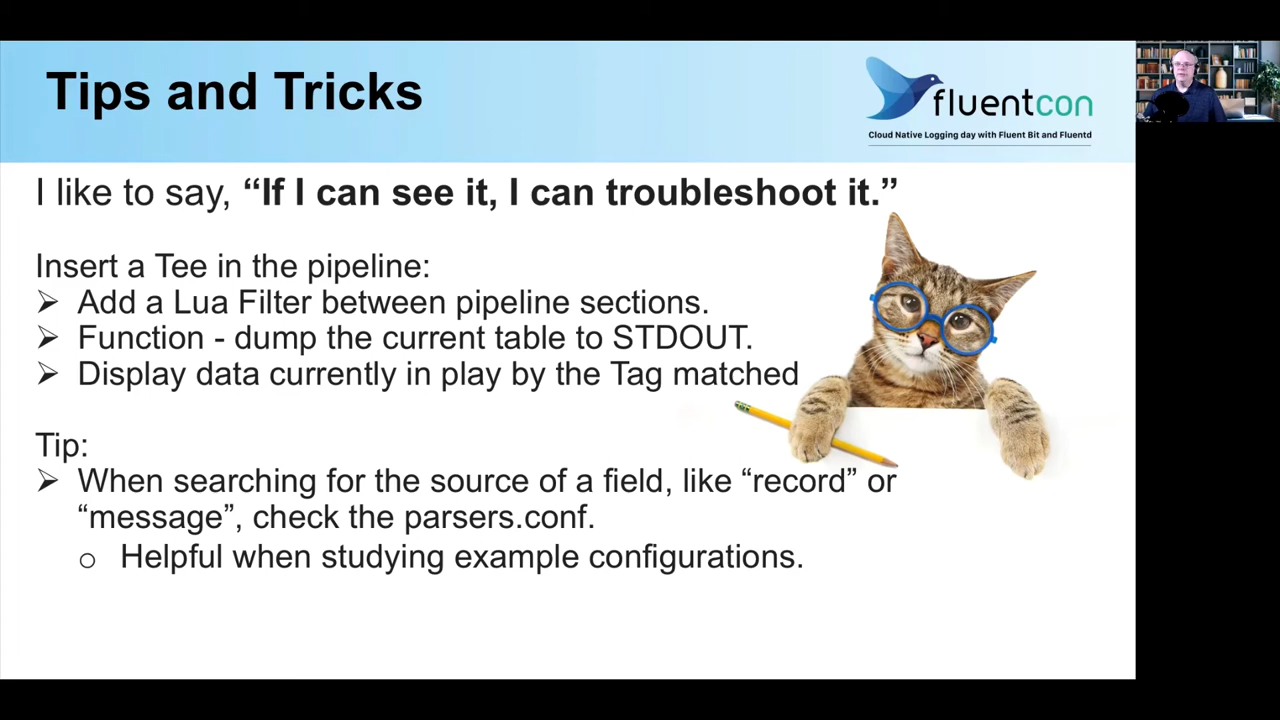 Tips and Tricks
fluentcon
Cloud Native Logging day with Fluent Bit and Fluentd
I like to say, “If I can see it, I can troubleshoot it.”
Insert a Tee in the pipeline:
➢ Add a Lua Filter between pipeline sections.
➢ Function - dump the current table to STDOUT.
➢ Display data currently in play by the Tag matched
Tip:
➢ When searching for the source of a field, like “record” or
“message”, check the parsers.conf.
o Helpful when studying example configurations.